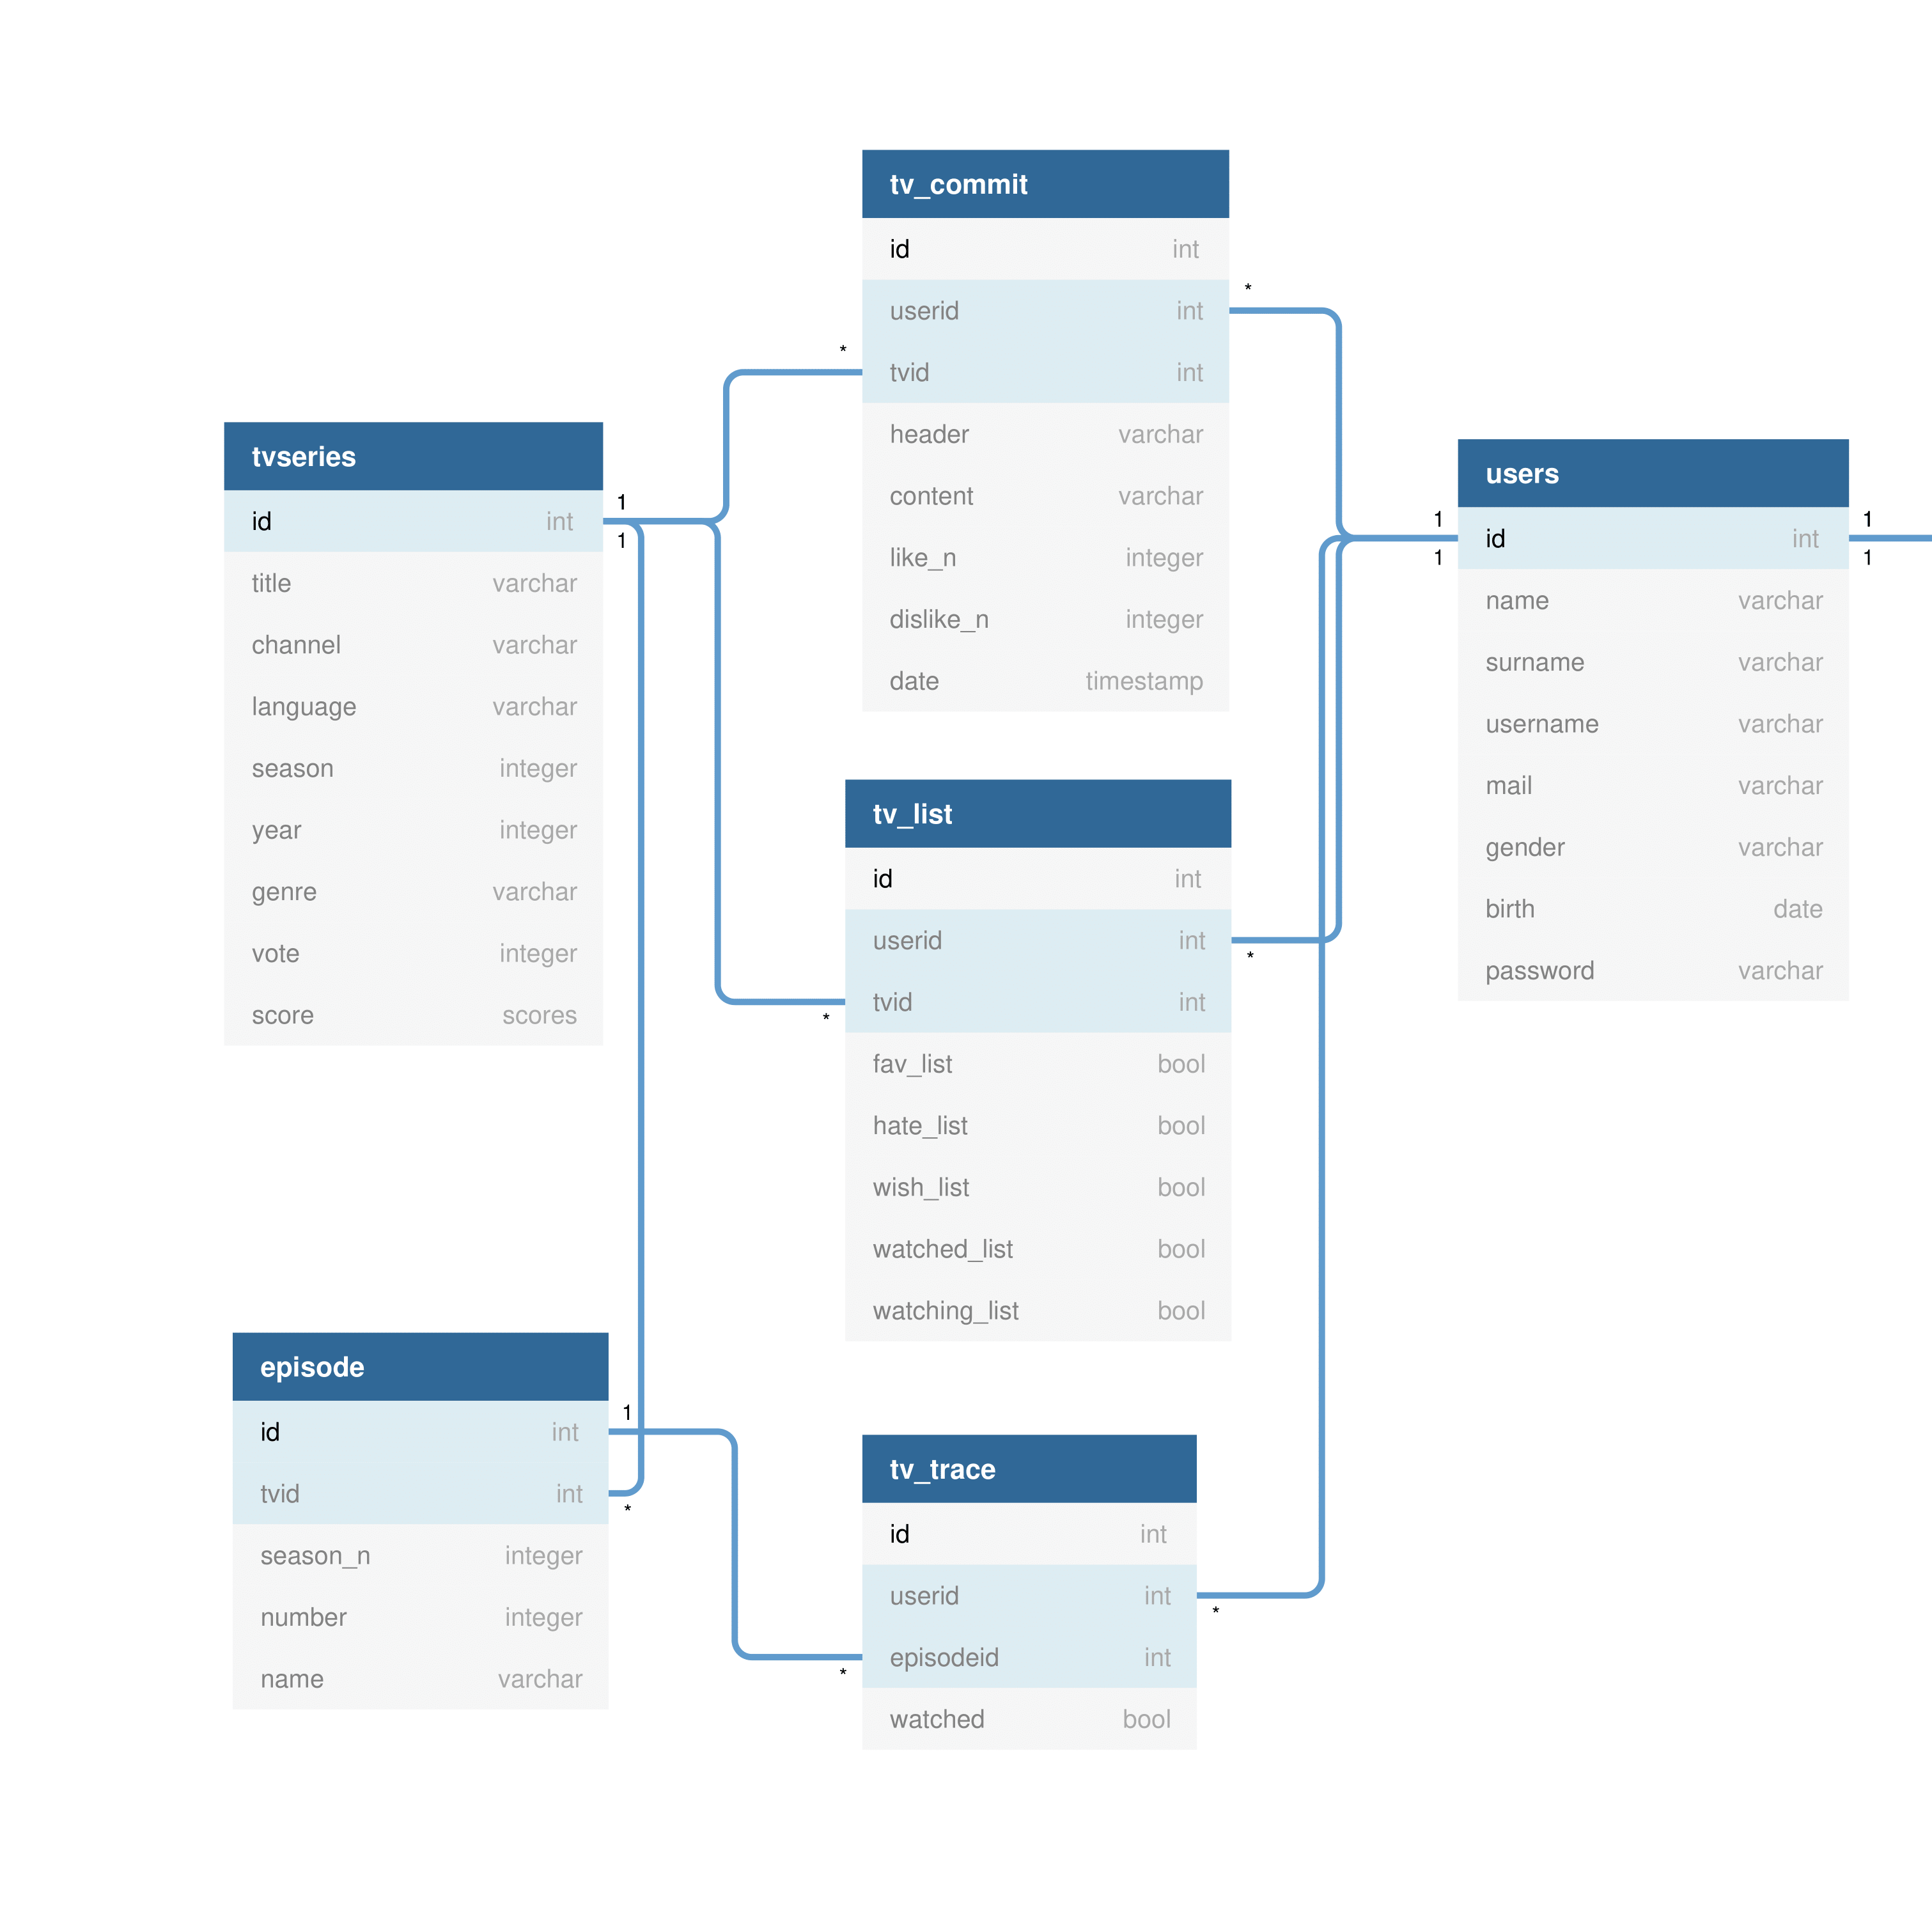 tv_commit
id int
userid int
tvid int
header varchar
content varchar
like_n integer
dislike_n integer
date timestamp
*
*
tvseries
id int
title varchar
channel varchar
language varchar
season integer
year integer
genre varchar
vote integer
score scores
1
1
users
id int
name varchar
surname varchar
username varchar
mail varchar
gender varchar
birth date
password varchar
1
1
1
1
tv_list
id int
userid int
tvid int
fav_list bool
hate_list bool
wish_list bool
watched_list bool
watching_list bool
*
*
episode
id int
tvid int
season_n integer
number integer
name varchar
1
*
tv_trace
id int
userid int
episodeid int
watched bool
*
*